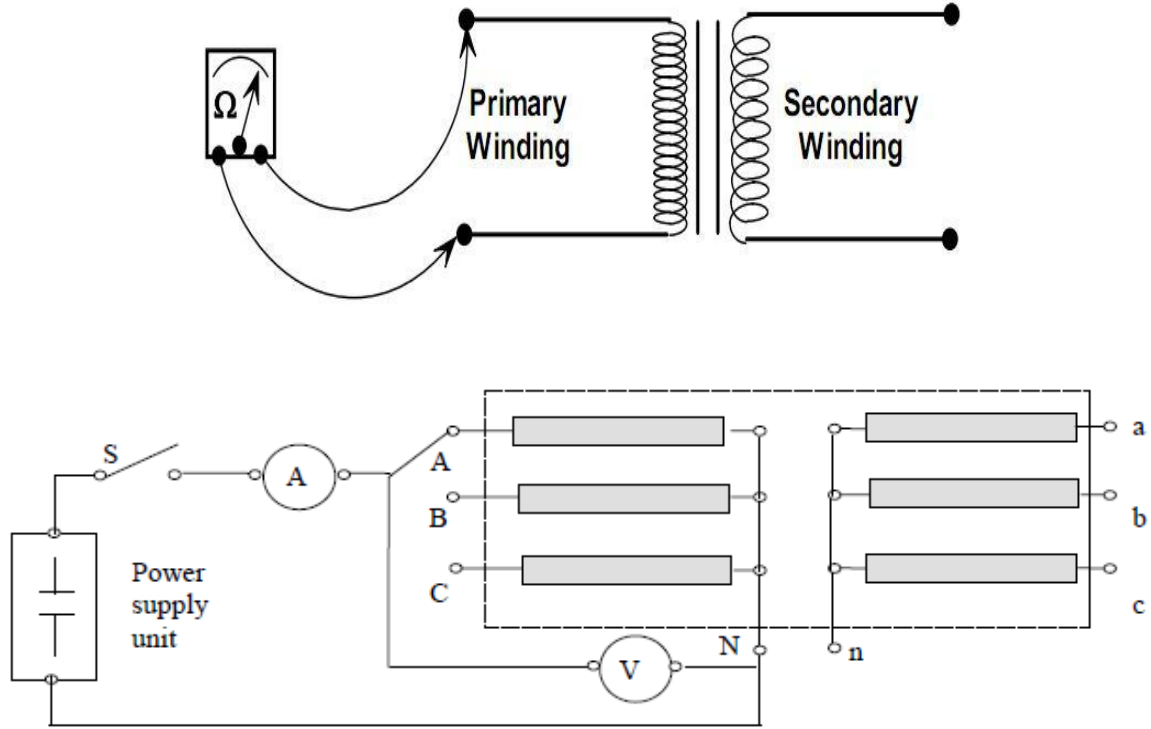 Ω
Primary
Winding
Secondary
Winding
S
A
A
B
C
Power
supply
unit
V
N
n
a
b
c